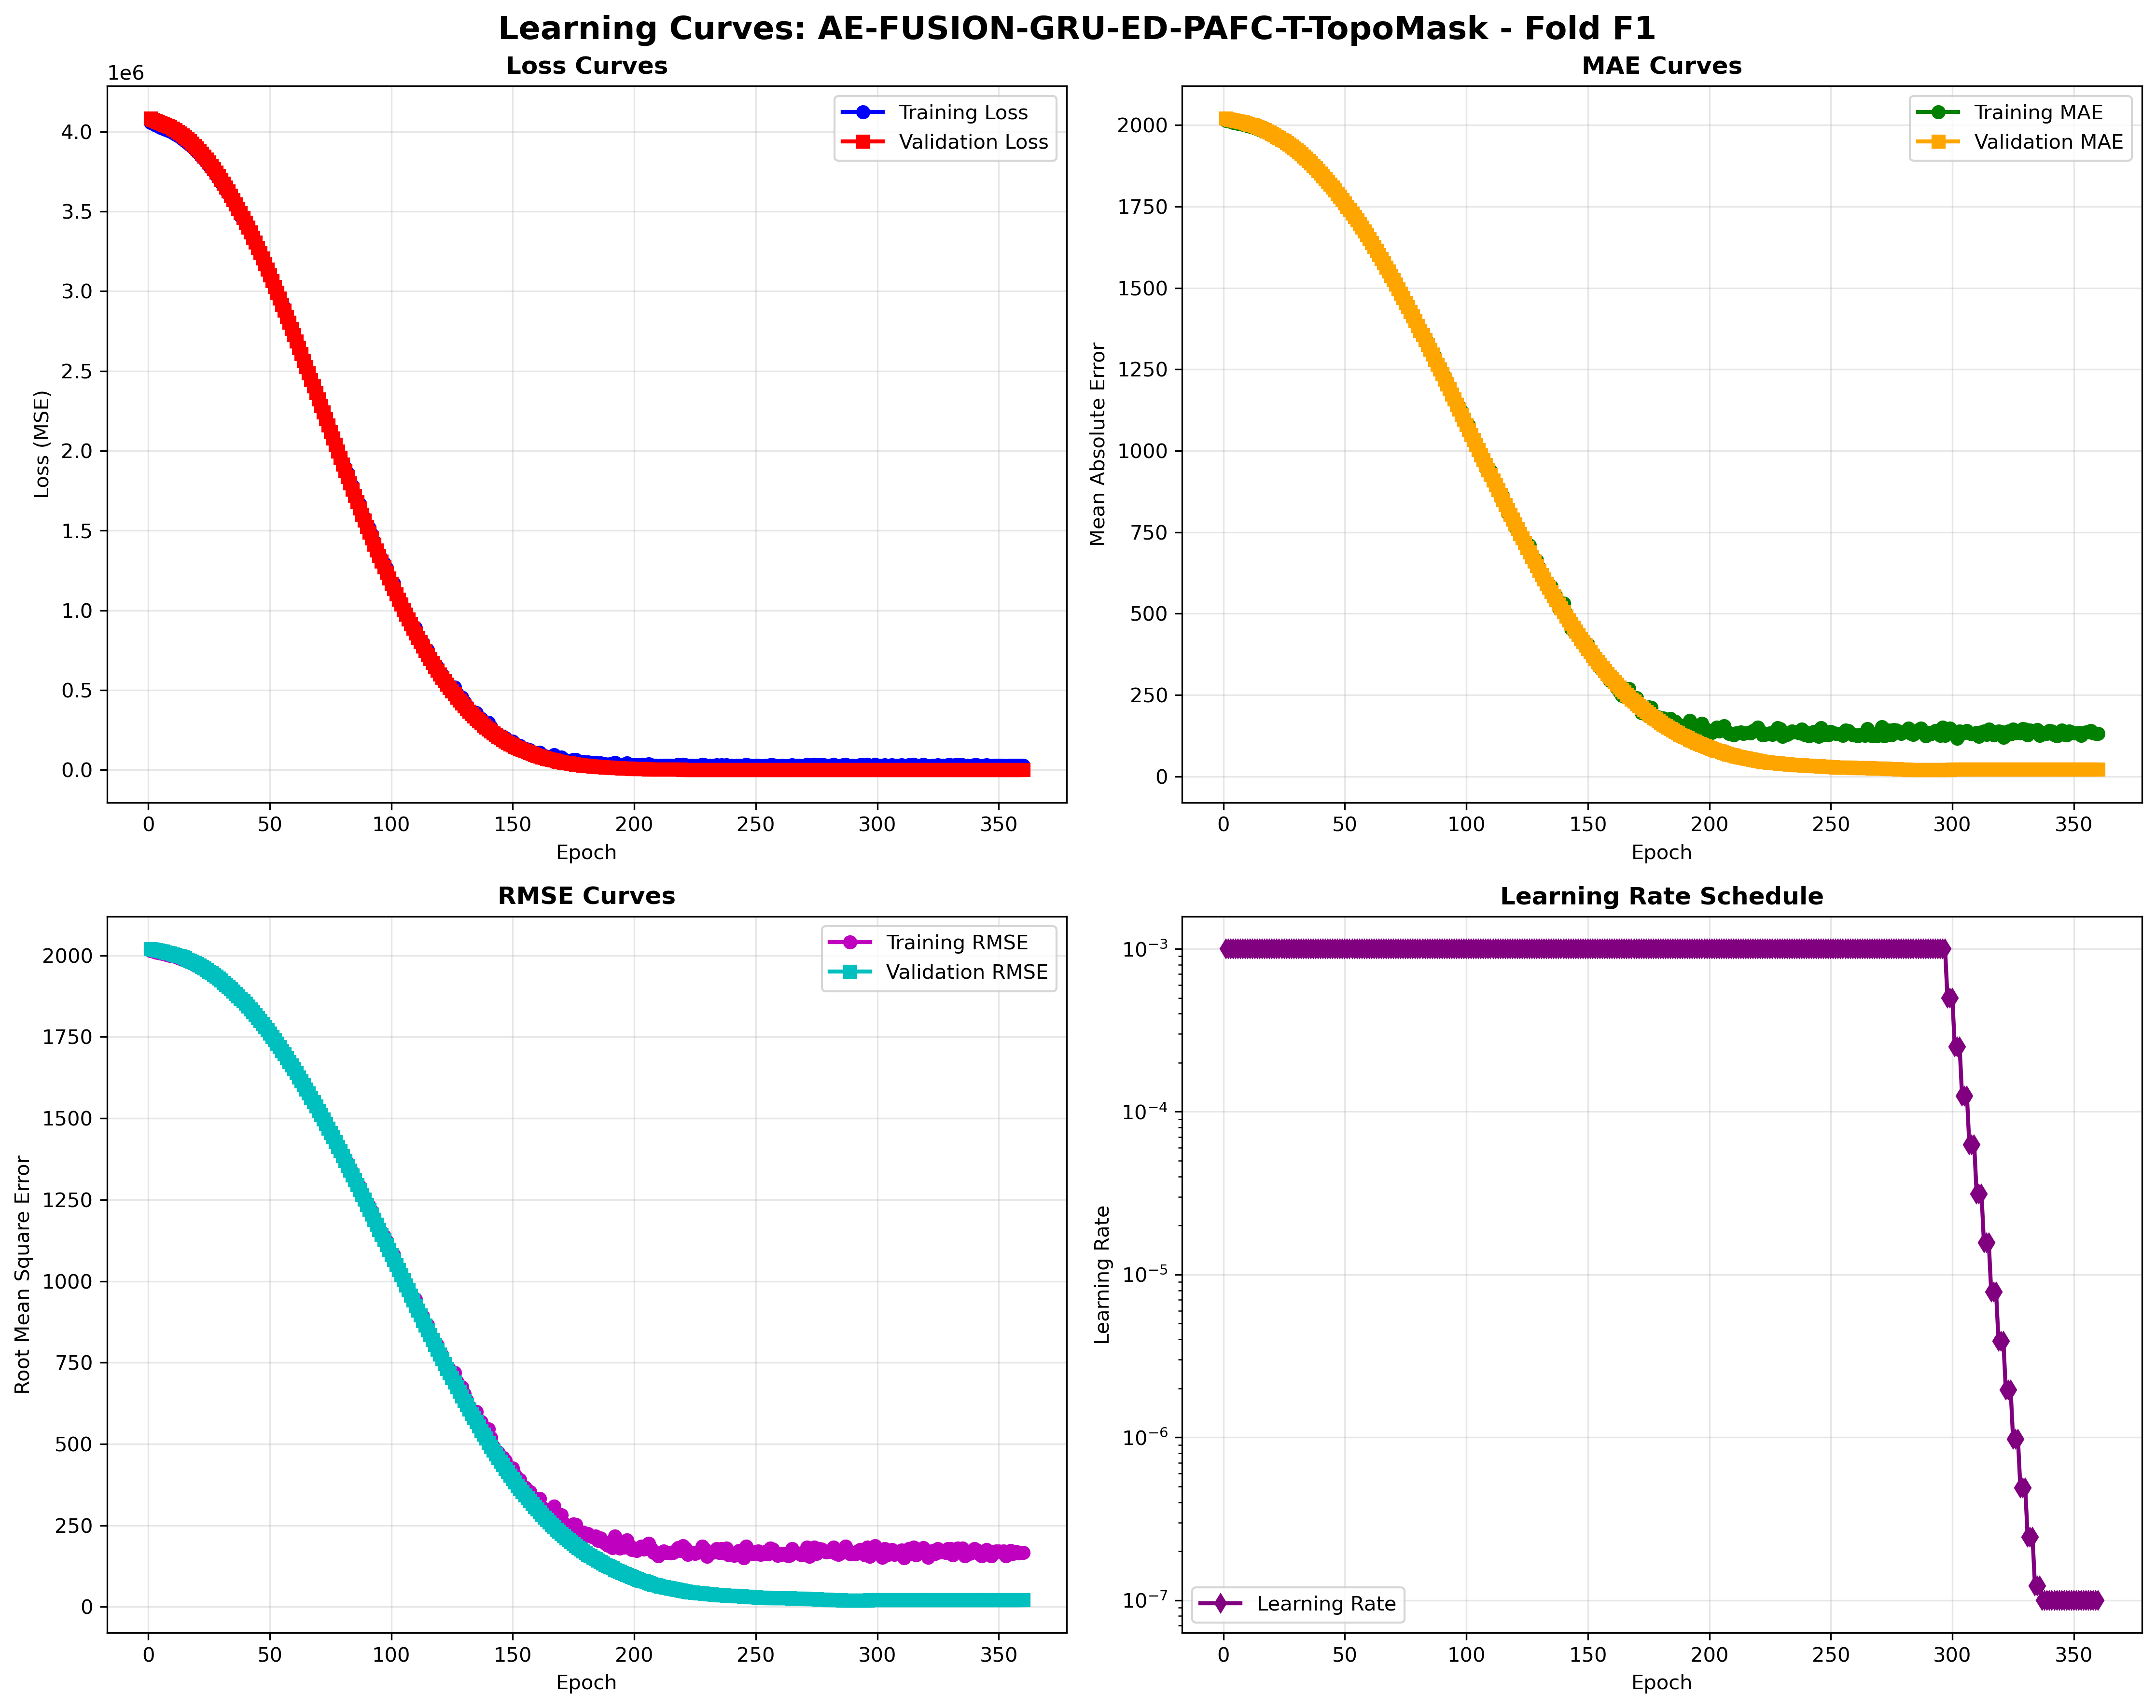 Learning Curves: AE-FUSION-GRU-ED-PAFC-T-TopoMask - Fold F1
Loss Curves
1e6
Training Loss
Validation Loss
4.0
3.5
3.0
2.5
2.0
1.5
1.0
0.5
0.0
Loss (MSE)
0 50 100 150 200 250 300 350
Epoch
MAE Curves
Training MAE
Validation MAE
2000
1750
1500
1250
1000
750
500
250
0
Mean Absolute Error
0 50 100 150 200 250 300 350
Epoch
RMSE Curves
Training RMSE
Validation RMSE
2000
1750
1500
1250
1000
750
500
250
0
Root Mean Square Error
0 50 100 150 200 250 300 350
Epoch
Learning Rate Schedule
10⁻³
10⁻⁴
10⁻⁵
10⁻⁶
10⁻⁷
Learning Rate
Learning Rate
0 50 100 150 200 250 300 350
Epoch